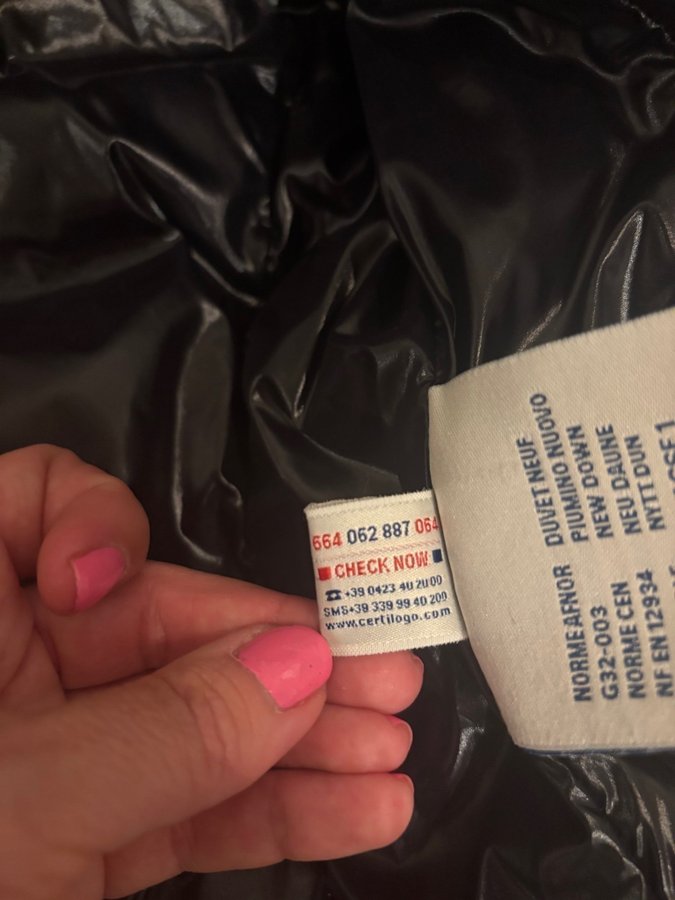 664 062 887 064
CHECK NOW
☎ +39 0423 40 20 00
SMS+39 339 99 40 200
www.certilogo.com
DUVET NEUF
PIUMINO NUOVO
NEW DOWN
NEU DAUNE
NYTT DUN
NORME AFNOR
G32-003
NORME CEN
NF EN 12934